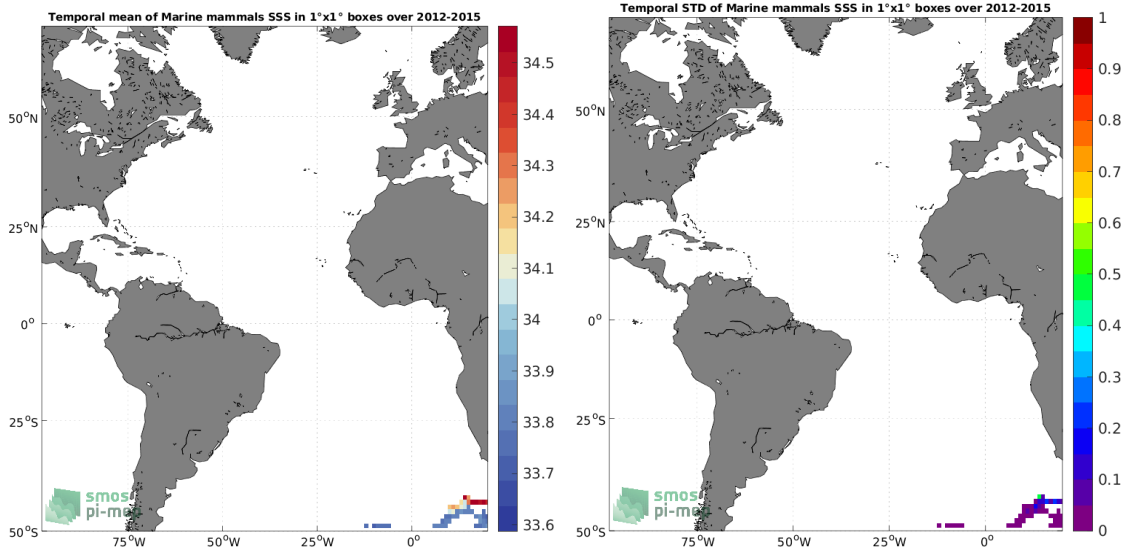 Temporal mean of Marine mammals SSS in 1°x1° boxes over 2012-2015
50°N
25°N
0°
25°S
50°S
75°W
50°W
25°W
0°
34.5
34.4
34.3
34.2
34.1
34
33.9
33.8
33.7
33.6
smos
pi-me
Temporal STD of Marine mammals SSS in 1°x1° boxes over 2012-2015
50°N
25°N
0°
25°S
50°S
75°W
50°W
25°W
0°
1
0.9
0.8
0.7
0.6
0.5
0.4
0.3
0.2
0.1
0
smos
pi-me